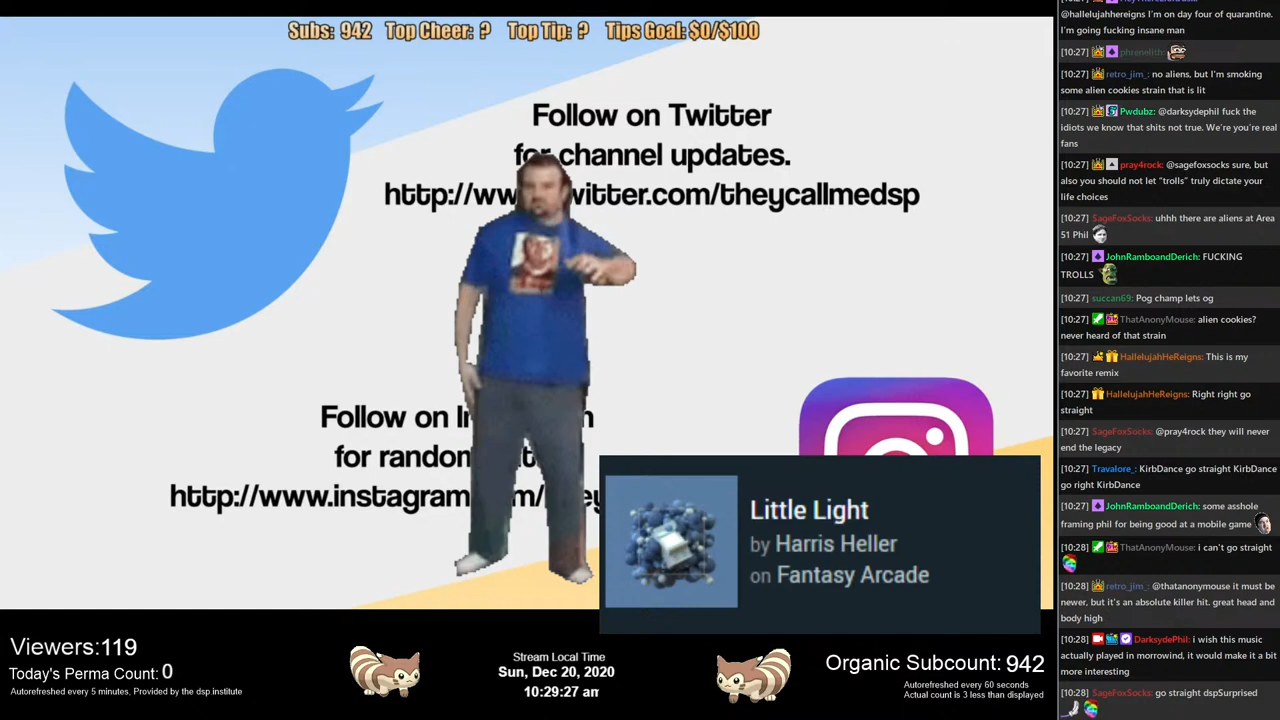 Subs: 942 Top Cheer: ? Top Tip: ? Tips Goal: $0/$100
Follow on Twitter
for channel updates.
http://ww witter.com/theycallmedsp
Follow on In m
for random
http://www.instagram. m/ ey
Little Light
by Harris Heller
on Fantasy Arcade
Viewers:119
Today's Perma Count: 0
Autorefreshed every 5 minutes, Provided by the dsp.institute
Stream Local Time
Sun, Dec 20, 2020
10:29:27 am
Organic Subcount: 942
Autorefreshed every 60 seconds
Actual count is 3 less than displayed
@hallelujahhereigns I'm on day four of quarantine.
I'm going fucking insane man
[10:27] phrenelith:
[10:27] retro_jim_: no aliens, but I'm smoking
some alien cookies strain that is lit
[10:27] Pwdubz: @darksydephil fuck the
idiots we know that shits not true. We're you're real
fans
[10:27] pray4rock: @sagefoxsocks sure, but
also you should not let "trolls" truly dictate your
life choices
[10:27] SageFoxSocks: uhhh there are aliens at Area
51 Phil
[10:27] JohnRamboandDerich: FUCKING
TROLLS
[10:27] succan69: Pog champ lets og
[10:27] ThatAnonyMouse: alien cookies?
never heard of that strain
[10:27] HallelujahHeReigns: This is my
favorite remix
[10:27] HallelujahHeReigns: Right right go
straight
[10:27] SageFoxSocks: @pray4rock they will never
end the legacy
[10:27] Travalore_: KirbDance go straight KirbDance
go right KirbDance
[10:27] JohnRamboandDerich: some asshole
framing phil for being good at a mobile game
[10:28] ThatAnonyMouse: i can't go straight
[10:28] retro_jim_: @thatanonymouse it must be
newer, but it's an absolute killer hit. great head and
body high
[10:28] DarksydePhil: i wish this music
actually played in morrowind, it would make it a bit
more interesting
[10:28] SageFoxSocks: go straight dspSurprised